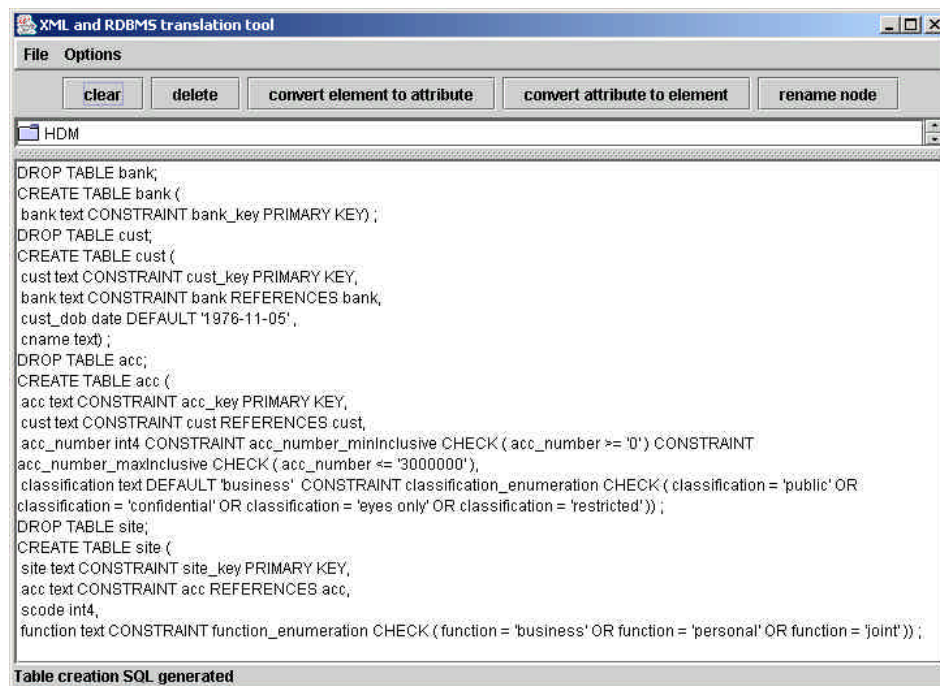 XML and RDBMS translation tool
File Options
clear delete convert element to attribute convert attribute to element rename node
HDM
DROP TABLE bank;
CREATE TABLE bank (
bank text CONSTRAINT bank_key PRIMARY KEY) ;
DROP TABLE cust;
CREATE TABLE cust (
cust text CONSTRAINT cust_key PRIMARY KEY,
bank text CONSTRAINT bank REFERENCES bank,
cust_dob date DEFAULT '1976-11-05' ,
cname text) ;
DROP TABLE acc;
CREATE TABLE acc (
acc text CONSTRAINT acc_key PRIMARY KEY,
cust text CONSTRAINT cust REFERENCES cust,
acc_number int4 CONSTRAINT acc_number_minInclusive CHECK ( acc_number >= '0' ) CONSTRAINT
acc_number_maxInclusive CHECK ( acc_number <= '3000000' ),
classification text DEFAULT 'business' CONSTRAINT classification_enumeration CHECK ( classification = 'public' OR
classification = 'confidential' OR classification = 'eyes only' OR classification = 'restricted' )) ;
DROP TABLE site;
CREATE TABLE site (
site text CONSTRAINT site_key PRIMARY KEY,
acc text CONSTRAINT acc REFERENCES acc,
scode int4,
function text CONSTRAINT function_enumeration CHECK ( function = 'business' OR function = 'personal' OR function = 'joint' )) ;
Table creation SQL generated